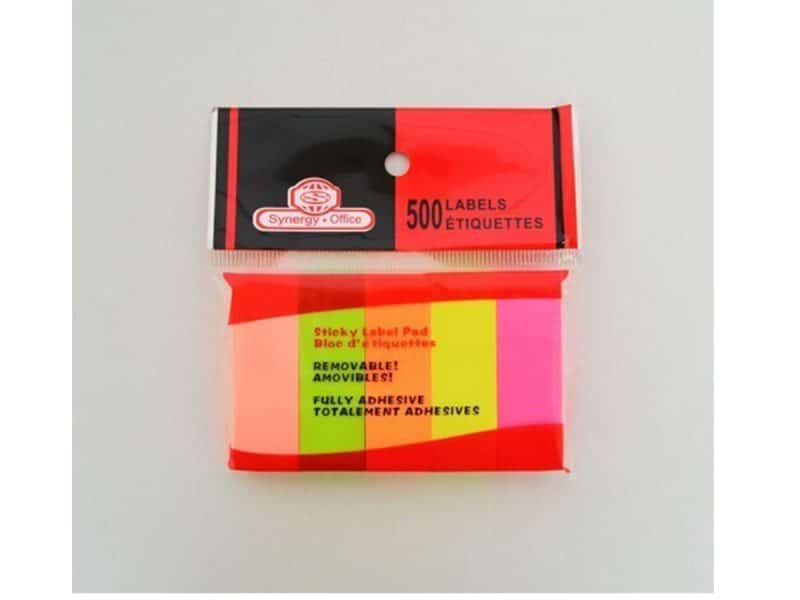 Synergy • Office
500 LABELS
ÉTIQUETTES
Sticky Label Pad
Bloc d'étiquettes
REMOVABLE!
AMOVIBLES!
FULLY ADHESIVE
TOTALEMENT ADHESIVES